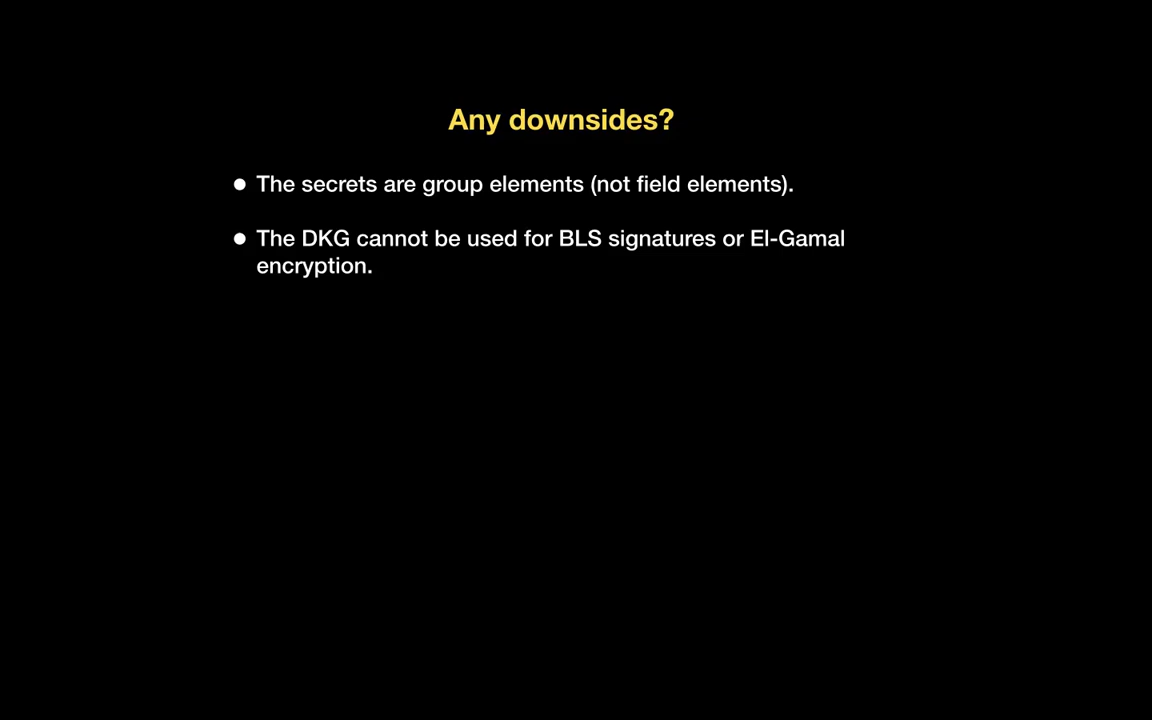 Any downsides?
● The secrets are group elements (not field elements).
● The DKG cannot be used for BLS signatures or El-Gamal
encryption.